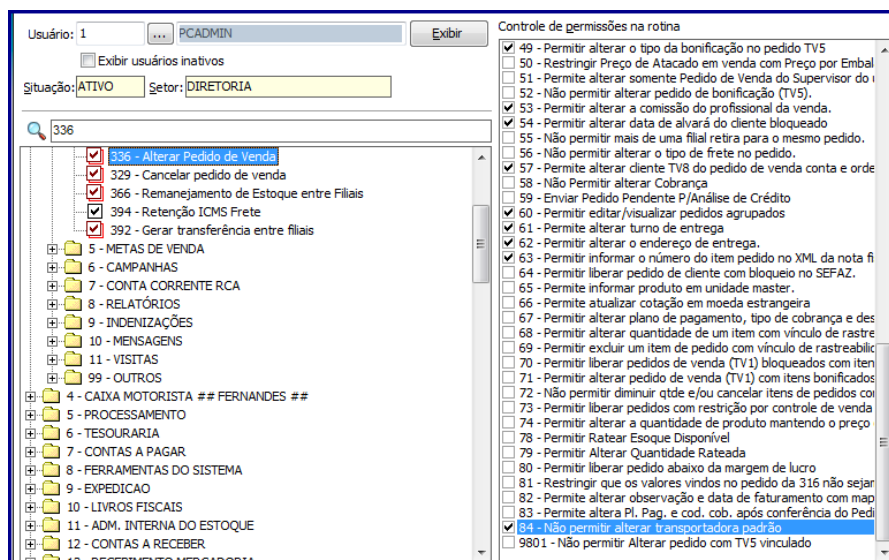 Usuário: 1 ... PCADMIN Exibir
Exibir usuários inativos
Situação: ATIVO Setor: DIRETORIA
336
336 - Alterar Pedido de Venda
329 - Cancelar pedido de venda
366 - Remanejamento de Estoque entre Filiais
394 - Retenção ICMS Frete
392 - Gerar transferência entre filiais
5 - METAS DE VENDA
6 - CAMPANHAS
7 - CONTA CORRENTE RCA
8 - RELATÓRIOS
9 - INDENIZAÇÕES
10 - MENSAGENS
11 - VISITAS
99 - OUTROS
4 - CAIXA MOTORISTA ## FERNANDES ##
5 - PROCESSAMENTO
6 - TESOURARIA
7 - CONTAS A PAGAR
8 - FERRAMENTAS DO SISTEMA
9 - EXPEDICAO
10 - LIVROS FISCAIS
11 - ADM. INTERNA DO ESTOQUE
12 - CONTAS A RECEBER
Controle de permissões na rotina
49 - Permitir alterar o tipo da bonificação no pedido TV5
50 - Restringir Preço de Atacado em venda com Preço por Embal
51 - Permite alterar somente Pedido de Venda do Supervisor do
52 - Não permitir alterar pedido de bonificação (TV5).
53 - Permitir alterar a comissão do profissional da venda.
54 - Permitir alterar data de alvará do cliente bloqueado
55 - Não permitir mais de uma filial retira para o mesmo pedido.
56 - Não permitir alterar o tipo de frete no pedido.
57 - Permite alterar cliente TV8 do pedido de venda conta e orde
58 - Não Permitir alterar Cobrança
59 - Enviar Pedido Pendente P/Análise de Crédito
60 - Permitir editar/visualizar pedidos agrupados
61 - Permite alterar turno de entrega
62 - Permitir alterar o endereço de entrega.
63 - Permitir informar o número do item pedido no XML da nota fi
64 - Permitir liberar pedido de cliente com bloqueio no SEFAZ.
65 - Permite informar produto em unidade master.
66 - Permite atualizar cotação em moeda estrangeira
67 - Permitir alterar plano de pagamento, tipo de cobrança e des
68 - Permitir alterar quantidade de um item com vínculo de rastre
69 - Permitir excluir um item de pedido com vínculo de rastreabilic
70 - Permitir liberar pedidos de venda (TV1) bloqueados com iten
71 - Permitir alterar pedido de venda (TV1) com itens bonificados
72 - Não permitir diminuir qtde e/ou cancelar itens de pedidos co
73 - Permitir liberar pedidos com restrição por controle de venda
74 - Permitir alterar a quantidade de produto mantendo o preço
78 - Permitir Ratear Esoque Disponível
79 - Permitir Alterar Quantidade Rateada
80 - Permitir liberar pedido abaixo da margem de lucro
81 - Restringir que os valores vindos no pedido da 316 não sejar
82 - Permite alterar observação e data de faturamento com map
83 - Permite altera Pl. Pag. e cod. cob. após conferência do Pedi
84 - Não permitir alterar transportadora padrão
9801 - Não permitir Alterar pedido com TV5 vinculado